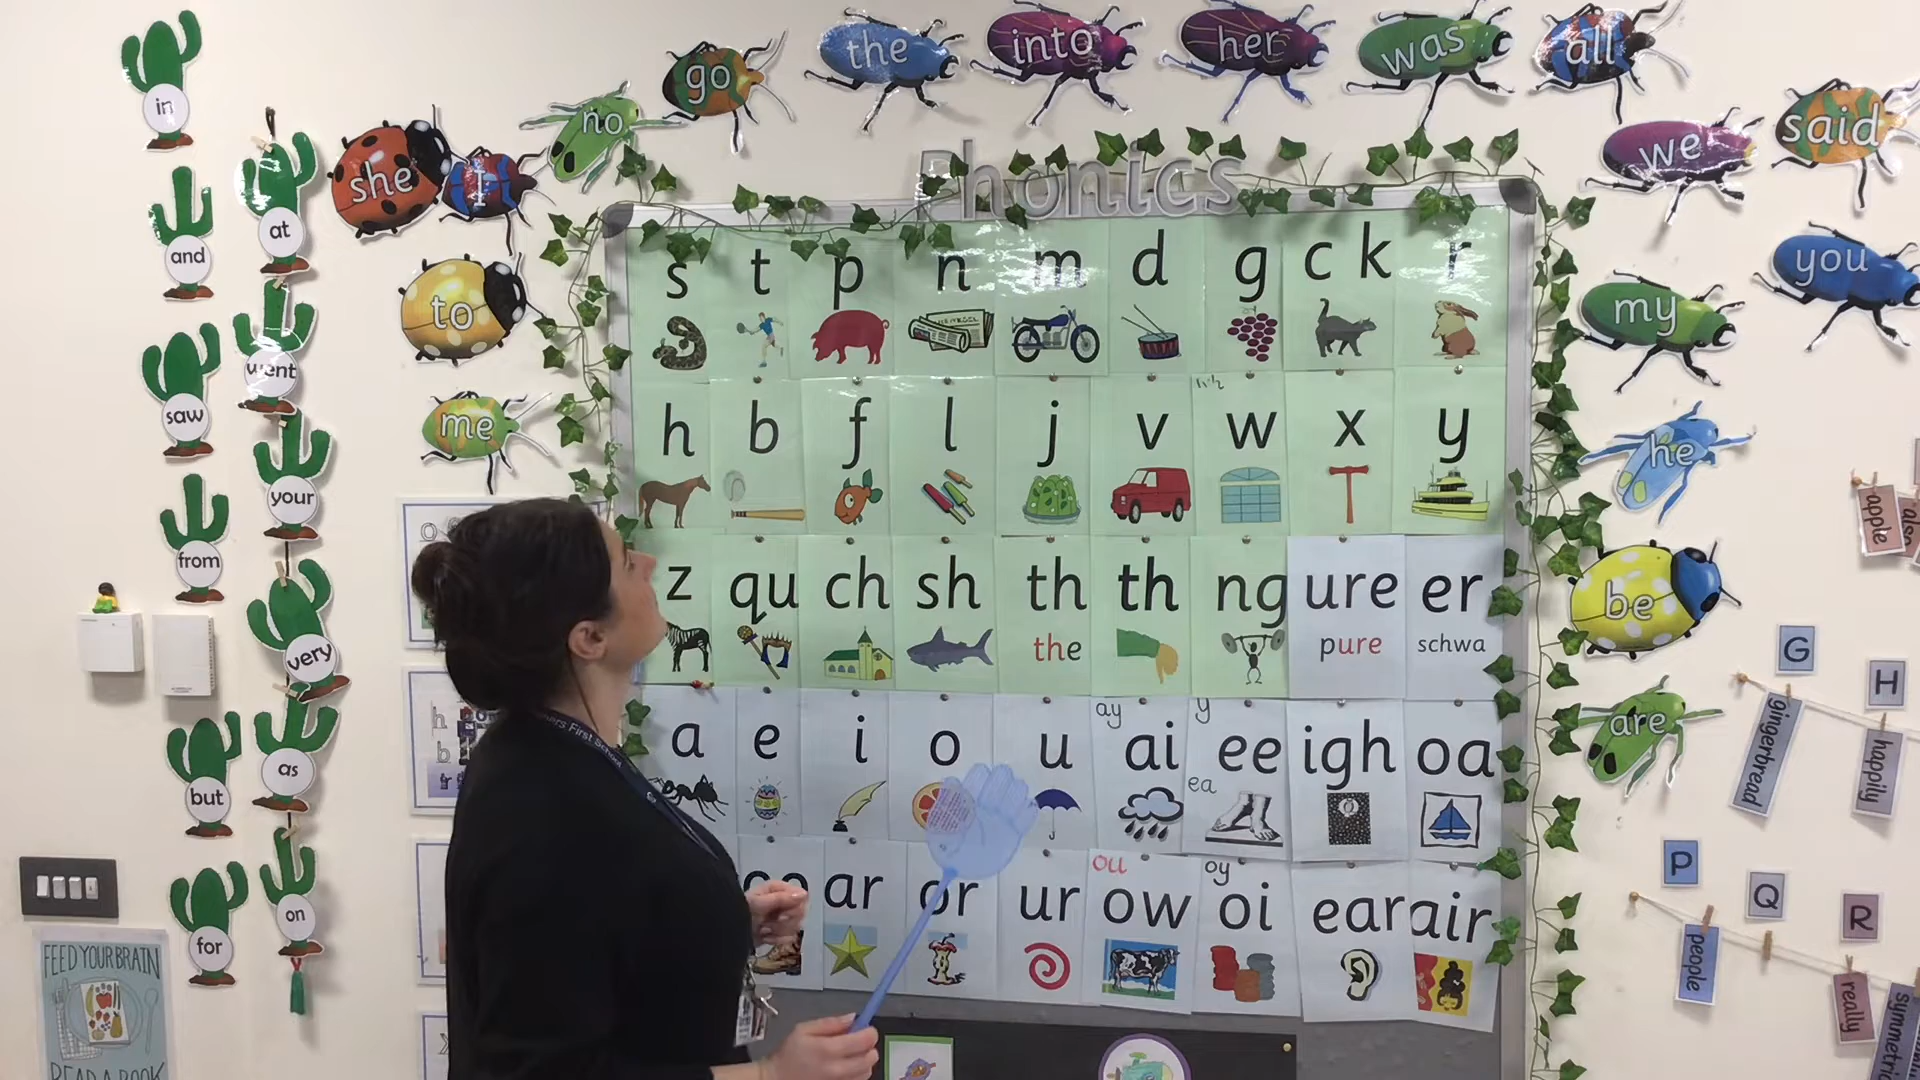 in
and
saw
from
but
for
at
went
your
very
as
on
she
I
no
go
the
into
her
was
all
we
said
my
you
he
be
are
to
me
Phonics
s t p n m d g c k r
h b f l j v w x y
z qu ch sh th th ng ure er
the pure schwa
ay y
a e i o u ai ee igh oa
ea
ou oy
oo ar or ur ow oi ear air
apple
G
H
gingerbread
happily
P
Q
R
people
really
FEED YOUR BRAIN
READ A BOOK